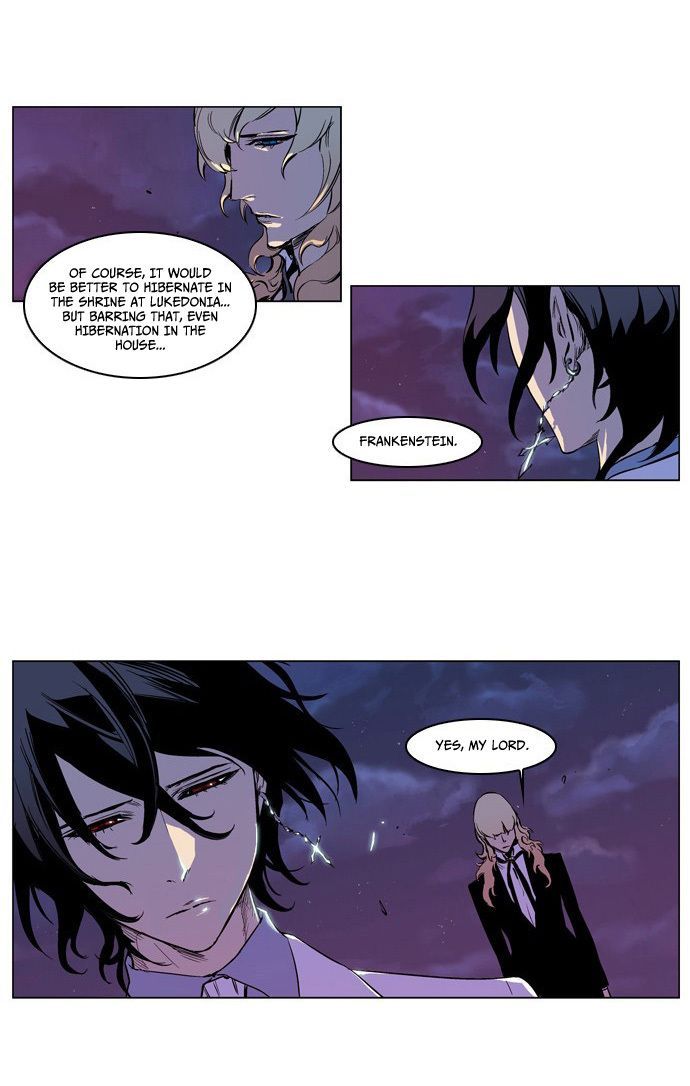 OF COURSE, IT WOULD
BE BETTER TO HIBERNATE IN
THE SHRINE AT LUKEDONIA...
BUT BARRING THAT, EVEN
HIBERNATION IN THE
HOUSE...
FRANKENSTEIN.
YES, MY LORD.